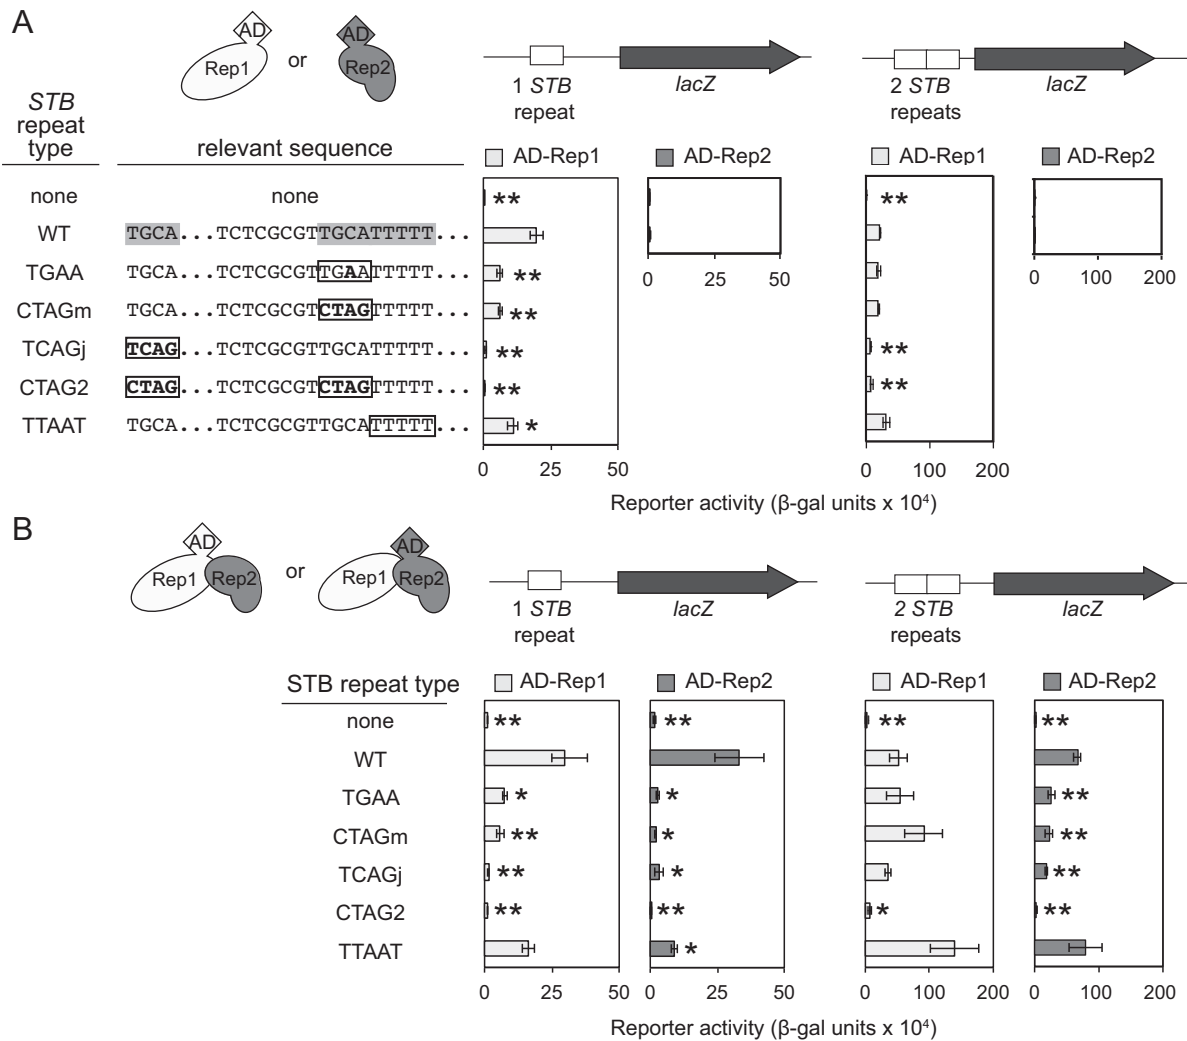 A
AD
AD
Rep1
or
Rep2
1 STB
repeat
lacZ
2 STB
repeats
lacZ
STB
repeat
type
relevant sequence
AD-Rep1
AD-Rep2
AD-Rep1
AD-Rep2
none none ** **
WT TGCA...TCTCGCGTTGCATTTTT...
TGAA TGCA...TCTCGCGTTGAATTTTT... **
CTAGm TGCA...TCTCGCGTCTAGTTTTT... **
TCAGj TCAG...TCTCGCGTTGCATTTTT... ** **
CTAG2 CTAG...TCTCGCGTCTAGTTTTT... ** **
TTAAT TGCA...TCTCGCGTTGCATTTTT... *
0 25 50
0 25 50
0 100 200
0 100 200
Reporter activity (β-gal units x 10⁴)
B
AD
AD
Rep1
Rep2
or
Rep1
Rep2
1 STB
repeat
lacZ
2 STB
repeats
lacZ
STB repeat type
AD-Rep1
AD-Rep2
AD-Rep1
AD-Rep2
none ** ** ** **
WT
TGAA * * **
CTAGm ** * **
TCAGj ** * **
CTAG2 ** ** * **
TTAAT *
0 25 50
0 25 50
0 100 200
0 100 200
Reporter activity (β-gal units x 10⁴)